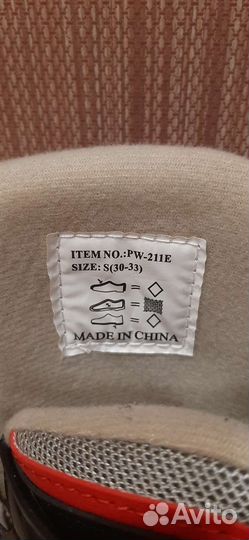 ITEM NO.:PW-211E
SIZE: S(30-33)
MADE IN CHINA
Avito